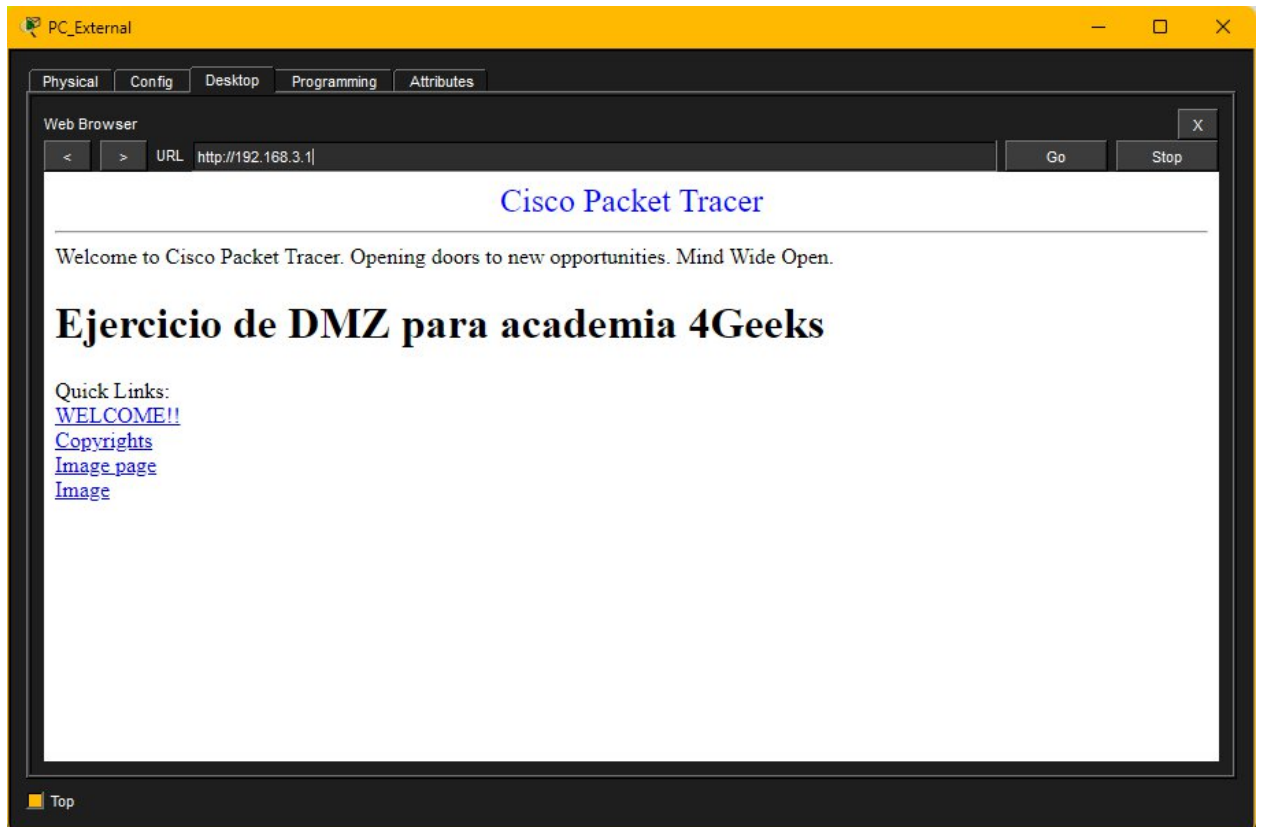 PC_External
Physical Config Desktop Programming Attributes
Web Browser
X
< > URL http://192.168.3.1 Go Stop
Cisco Packet Tracer
Welcome to Cisco Packet Tracer. Opening doors to new opportunities. Mind Wide Open.
Ejercicio de DMZ para academia 4Geeks
Quick Links:
WELCOME!!
Copyrights
Image page
Image
Top